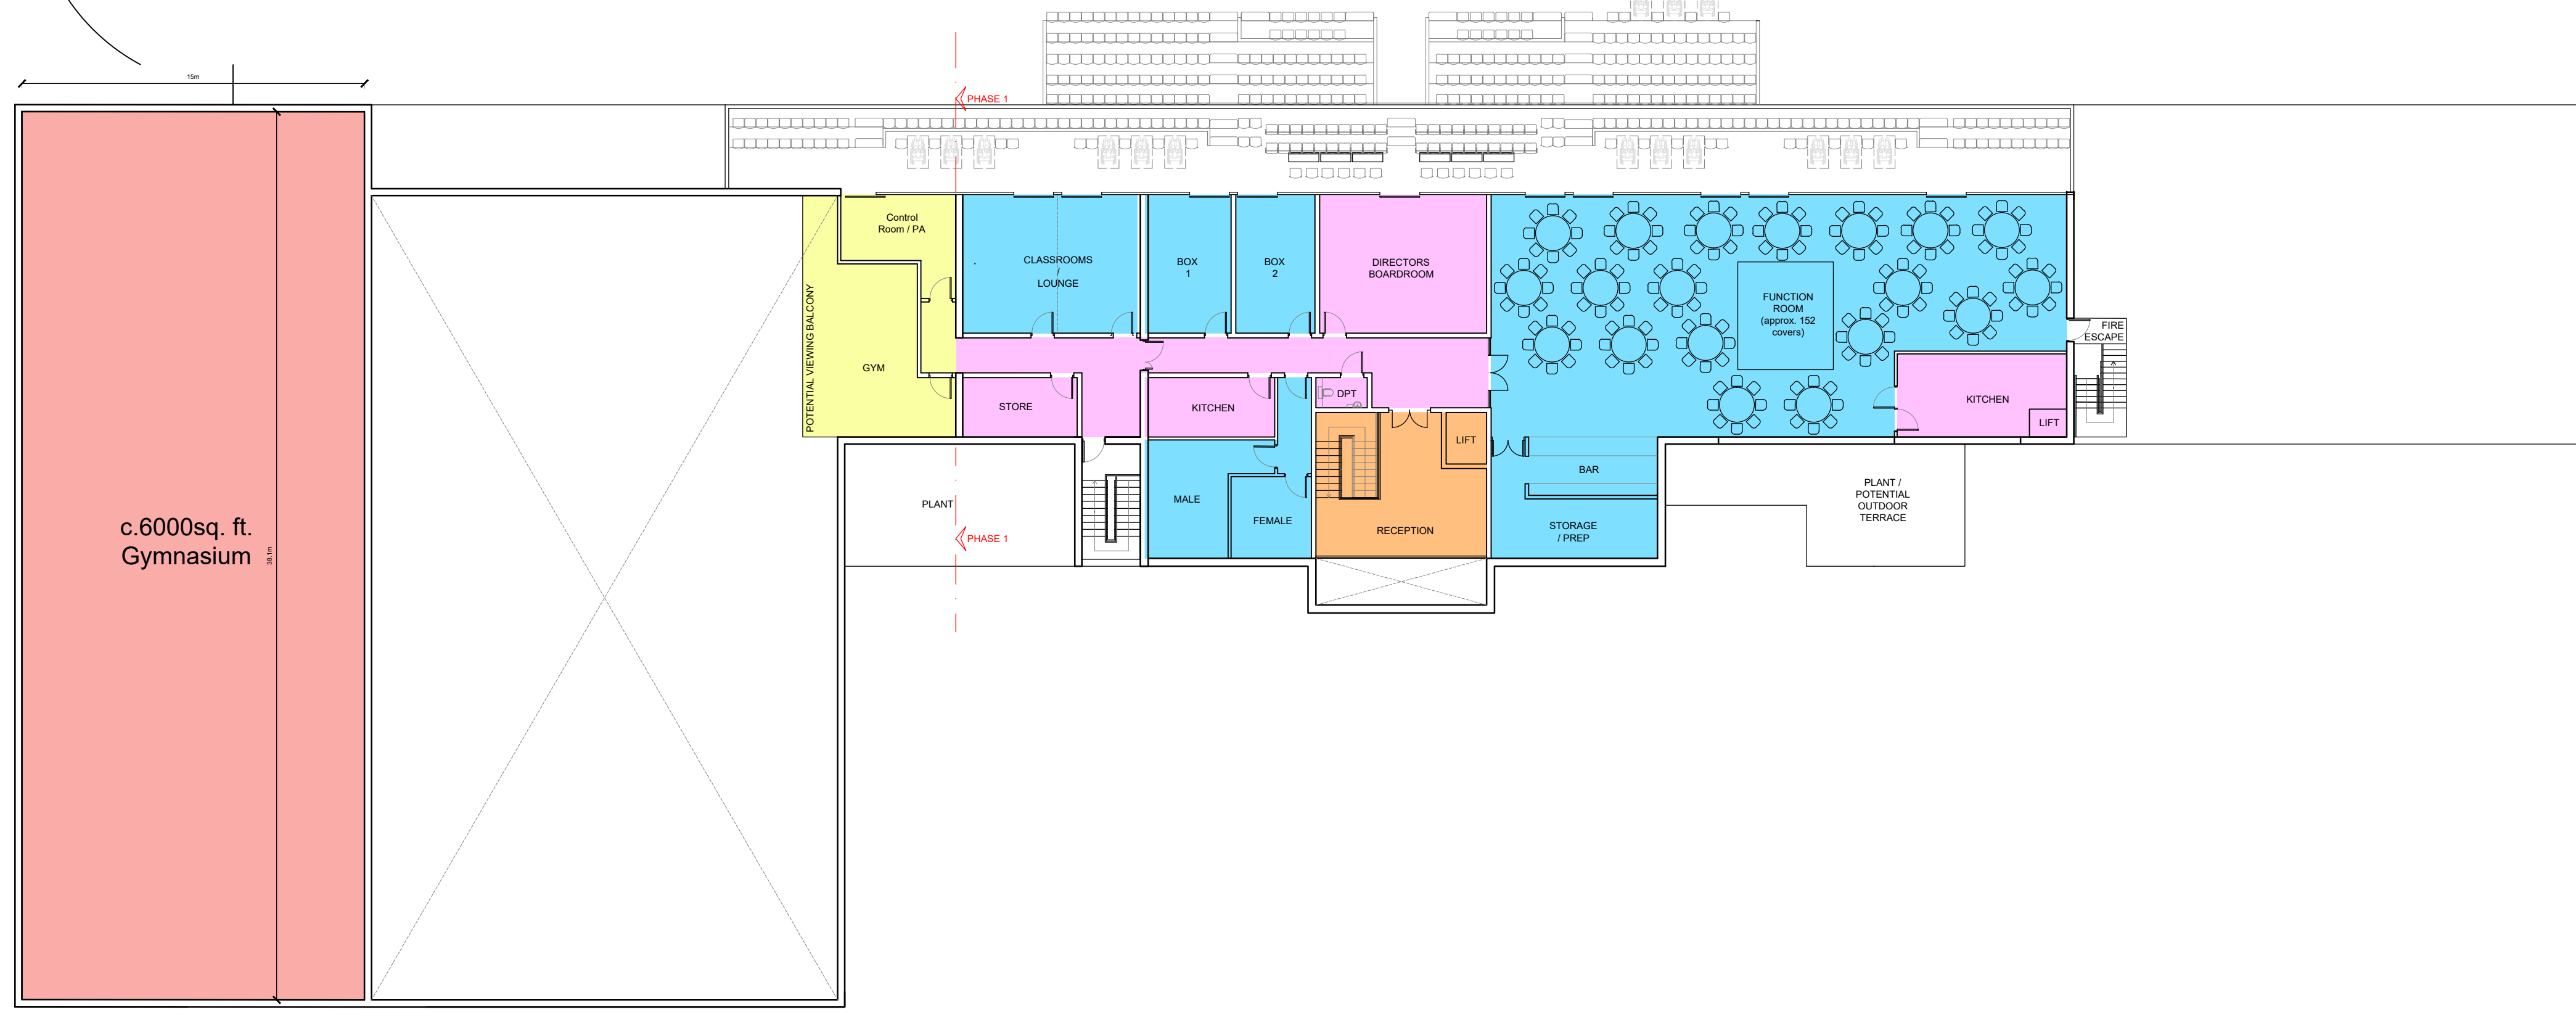 15m
PHASE 1
Control
Room / PA
CLASSROOMS
/
LOUNGE
BOX
1
BOX
2
DIRECTORS
BOARDROOM
FUNCTION
ROOM
(approx. 152
covers)
FIRE
ESCAPE
POTENTIAL VIEWING BALCONY
GYM
STORE
KITCHEN
DPT
KITCHEN
LIFT
LIFT
BAR
MALE
FEMALE
PLANT
PHASE 1
RECEPTION
STORAGE
/ PREP
PLANT /
POTENTIAL
OUTDOOR
TERRACE
c.6000sq. ft.
Gymnasium
38.1m